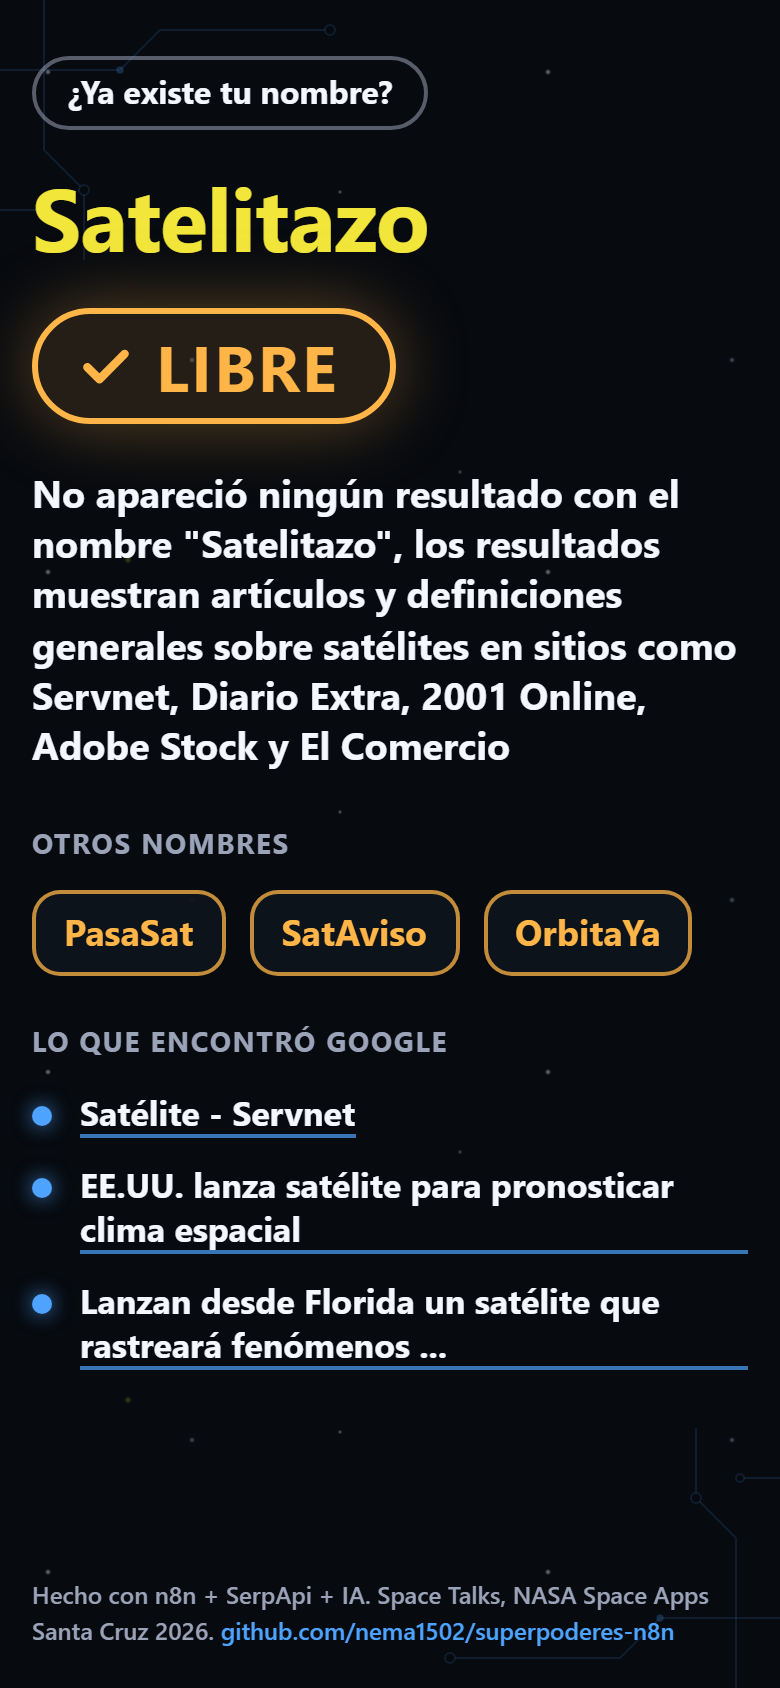 ¿Ya existe tu nombre?
Satelitazo
✓ LIBRE
No apareció ningún resultado con el
nombre "Satelitazo", los resultados
muestran artículos y definiciones
generales sobre satélites en sitios como
Servnet, Diario Extra, 2001 Online,
Adobe Stock y El Comercio
OTROS NOMBRES
PasaSat SatAviso OrbitaYa
LO QUE ENCONTRÓ GOOGLE
Satélite - Servnet
EE.UU. lanza satélite para pronosticar
clima espacial
Lanzan desde Florida un satélite que
rastreará fenómenos ...
Hecho con n8n + SerpApi + IA. Space Talks, NASA Space Apps
Santa Cruz 2026. github.com/nema1502/superpoderes-n8n